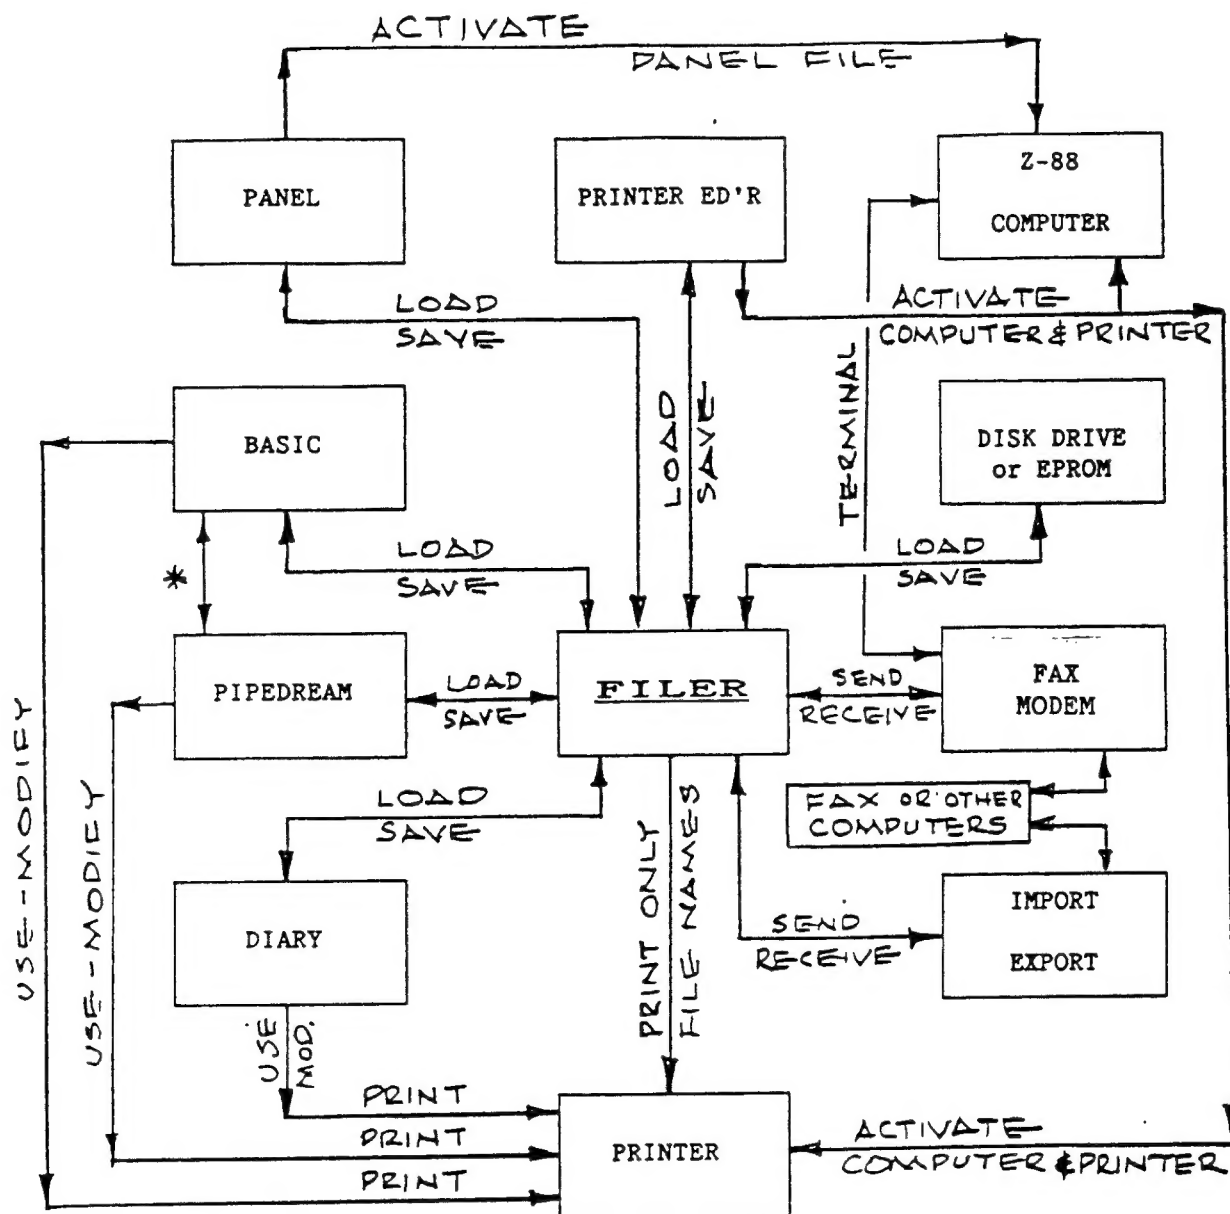 ACTIVATE
PANEL FILE
PANEL
PRINTER ED'R
Z-88
COMPUTER
LOAD
SAVE
ACTIVATE
COMPUTER & PRINTER
TERMINAL
LOAD
SAVE
BASIC
DISK DRIVE
or EPROM
*
LOAD
SAVE
LOAD
SAVE
PIPEDREAM
LOAD
SAVE
FILER
SEND
RECEIVE
FAX
MODEM
USE-MODIFY
USE-MODIFY
LOAD
SAVE
FAX OR OTHER
COMPUTERS
DIARY
PRINT ONLY
FILE NAMES
SEND
RECEIVE
IMPORT
EXPORT
USE
MOD.
PRINT
PRINT
PRINT
PRINTER
ACTIVATE
COMPUTER & PRINTER